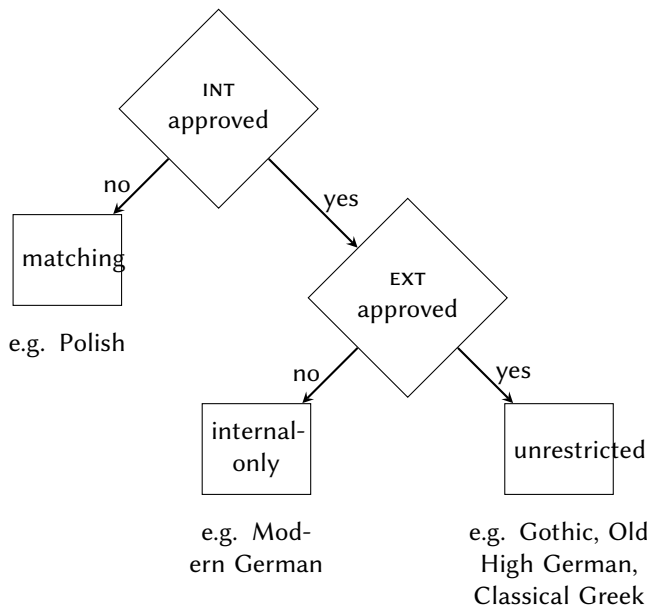 INT
approved
no
yes
matching
EXT
approved
e.g. Polish
no
yes
internal-
only
unrestricted
e.g. Mod-
ern German
e.g. Gothic, Old
High German,
Classical Greek